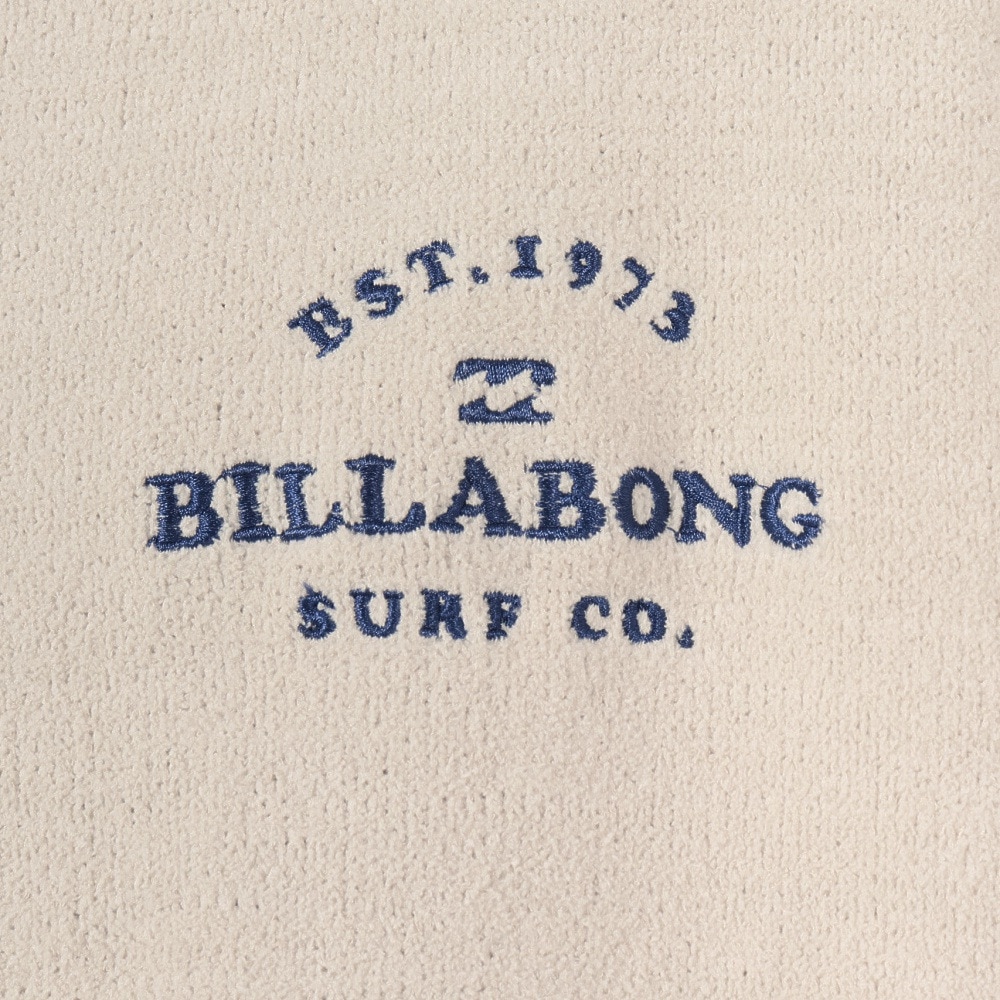 EST. 1973
BILLABONG
SURF CO.